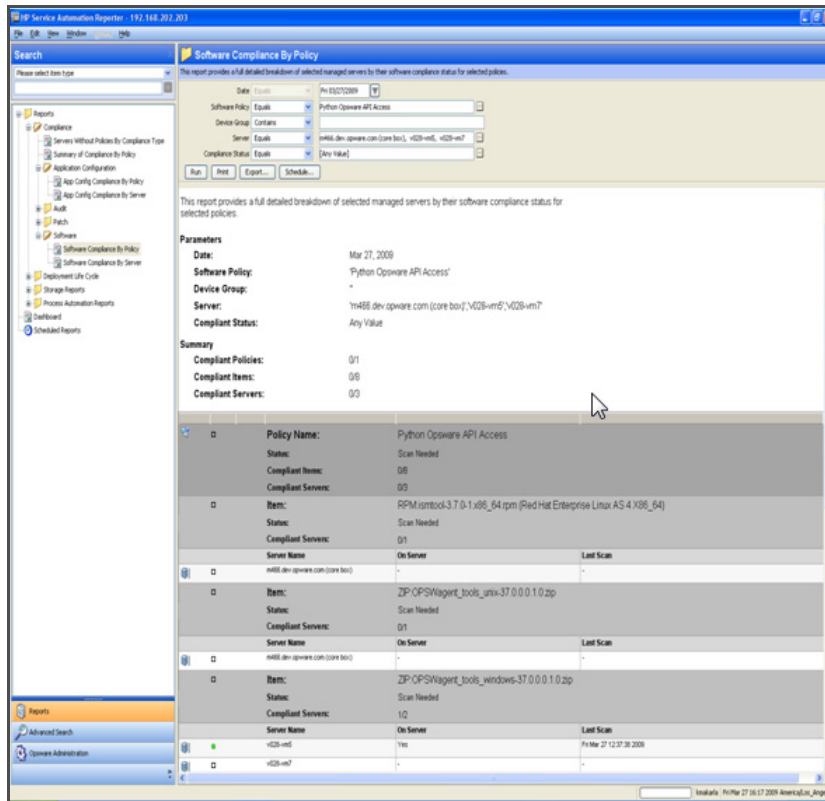 HP Service Automation Reporter - 192.168.202.203
File Edit View Window Help
Search
Please select item type
Reports
Compliance
Servers Without Policies By Compliance Type
Summary of Compliance By Policy
Application Configuration
App Config Compliance By Policy
App Config Compliance By Server
Audit
Patch
Software
Software Compliance By Policy
Software Compliance By Server
Deployment Life Cycle
Storage Reports
Process Automation Reports
Dashboard
Scheduled Reports
Reports
Advanced Search
Opsware Administration
Software Compliance By Policy
This report provides a full detailed breakdown of selected managed servers by their software compliance status for selected policies.
Date Equals Fri 03/27/2009
Software Policy Equals Python Opsware API Access
Device Group Contains
Server Equals m466.dev.opware.com (core box), V028-vm5, V028-vm7
Compliance Status Equals [Any Value]
Run Print Export... Schedule...
This report provides a full detailed breakdown of selected managed servers by their software compliance status for
selected policies.
Parameters
Date: Mar 27, 2009
Software Policy: 'Python Opsware API Access'
Device Group: "
Server: 'm466.dev.opware.com (core box)','V028-vm5','V028-vm7'
Compliant Status: Any Value
Summary
Compliant Policies: 0/1
Compliant Items: 0/8
Compliant Servers: 0/3
Policy Name: Python Opsware API Access
Status: Scan Needed
Compliant Items: 0/8
Compliant Servers: 0/3
Item: RPM:ismtool-3.7.0-1.x86_64.rpm (Red Hat Enterprise Linux AS 4 X86_64)
Status: Scan Needed
Compliant Servers: 0/1
Server Name On Server Last Scan
m466.dev.opware.com (core box) - -
Item: ZIP:OPSWagent_tools_unix-37.0.0.0.1.0.zip
Status: Scan Needed
Compliant Servers: 0/1
Server Name On Server Last Scan
m466.dev.opware.com (core box) - -
Item: ZIP:OPSWagent_tools_windows-37.0.0.0.1.0.zip
Status: Scan Needed
Compliant Servers: 1/2
Server Name On Server Last Scan
v028-vm5 Yes Fri Mar 27 12:37:38 2009
v028-vm7 - -
Fri Mar 27 16:17 2009 America/Los_Ange